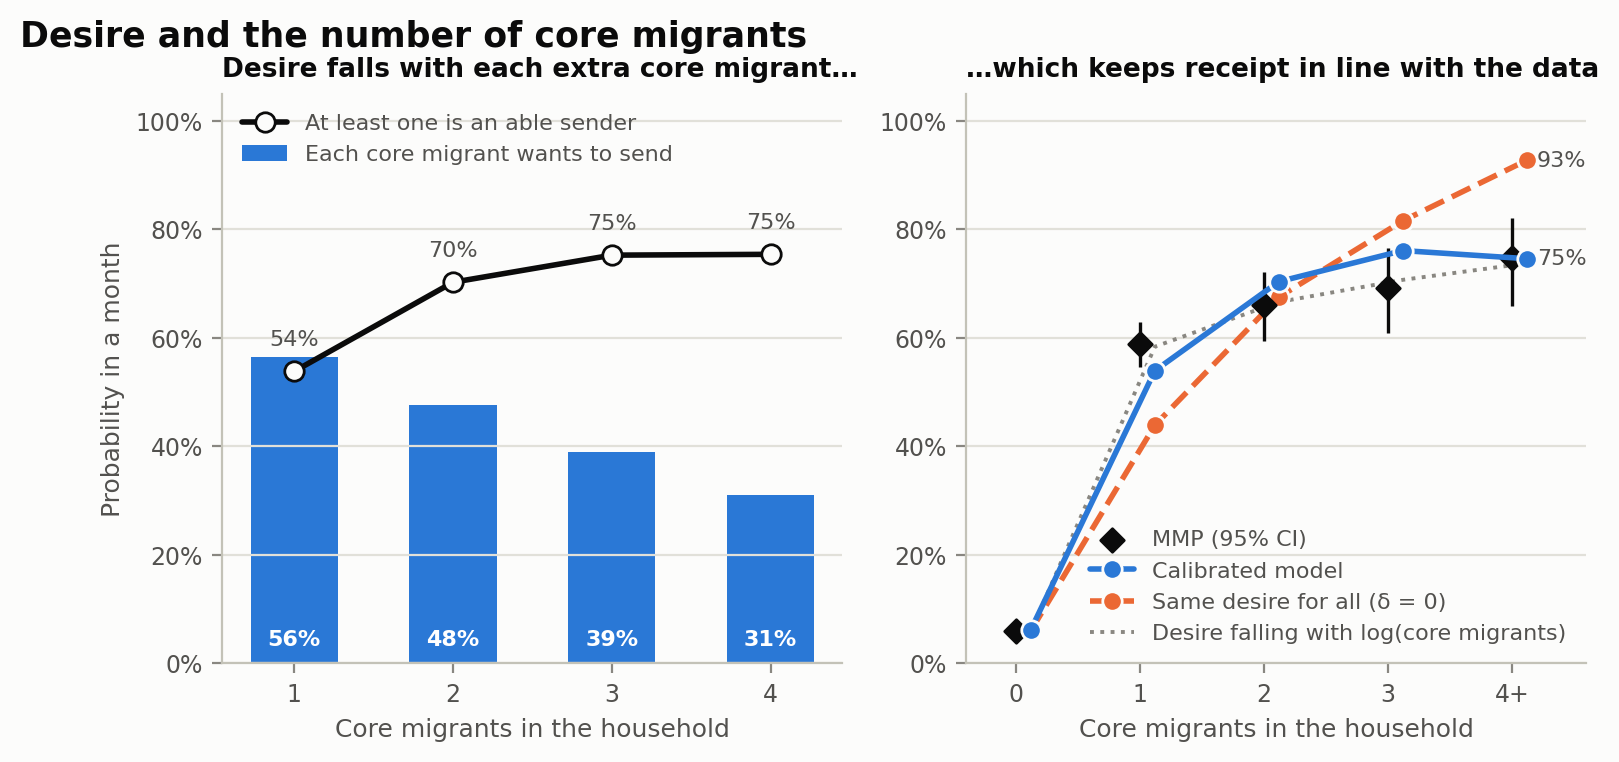 Desire and the number of core migrants
Desire falls with each extra core migrant…
100%
80%
60%
40%
20%
0%
Probability in a month
At least one is an able sender
Each core migrant wants to send
54%
70%
75%
75%
56%
48%
39%
31%
1
2
3
4
Core migrants in the household
…which keeps receipt in line with the data
100%
80%
60%
40%
20%
0%
93%
75%
MMP (95% CI)
Calibrated model
Same desire for all (δ = 0)
Desire falling with log(core migrants)
0
1
2
3
4+
Core migrants in the household